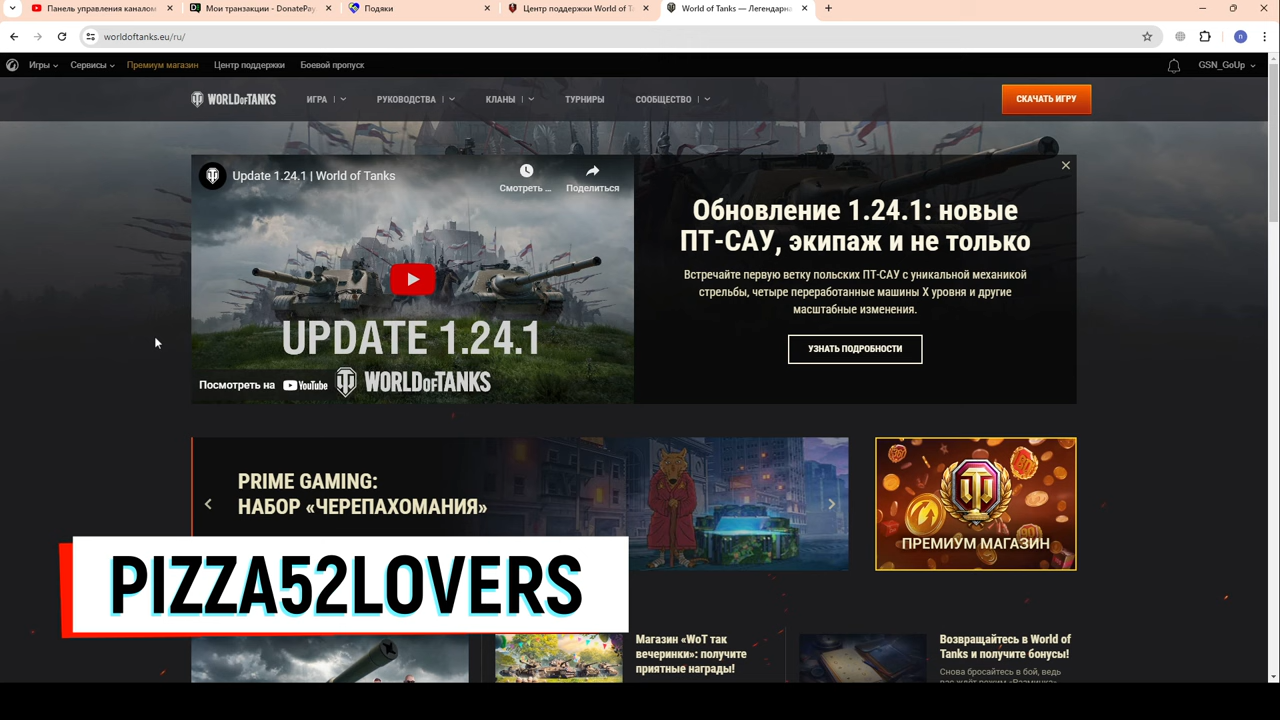 Панель управления каналом
Мои транзакции - DonatePay
Подяки
Центр поддержки World of Ta
World of Tanks — Легендарна
worldoftanks.eu/ru/
n
Игры
Сервисы
Премиум магазин
Центр поддержки
Боевой пропуск
GSN_GoUp
WORLD OF TANKS
ИГРА
РУКОВОДСТВА
КЛАНЫ
ТУРНИРЫ
СООБЩЕСТВО
СКАЧАТЬ ИГРУ
Update 1.24.1 | World of Tanks
Смотреть ...
Поделиться
UPDATE 1.24.1
Посмотреть на YouTube
WORLD OF TANKS
Обновление 1.24.1: новые
ПТ-САУ, экипаж и не только
Встречайте первую ветку польских ПТ-САУ с уникальной механикой
стрельбы, четыре переработанные машины X уровня и другие
масштабные изменения.
УЗНАТЬ ПОДРОБНОСТИ
PRIME GAMING:
НАБОР «ЧЕРЕПАХОМАНИЯ»
ПРЕМИУМ МАГАЗИН
PIZZA52LOVERS
Магазин «WoT так
вечеринки»: получите
приятные награды!
Возвращайтесь в World of
Tanks и получите бонусы!
Снова бросайтесь в бой, ведь